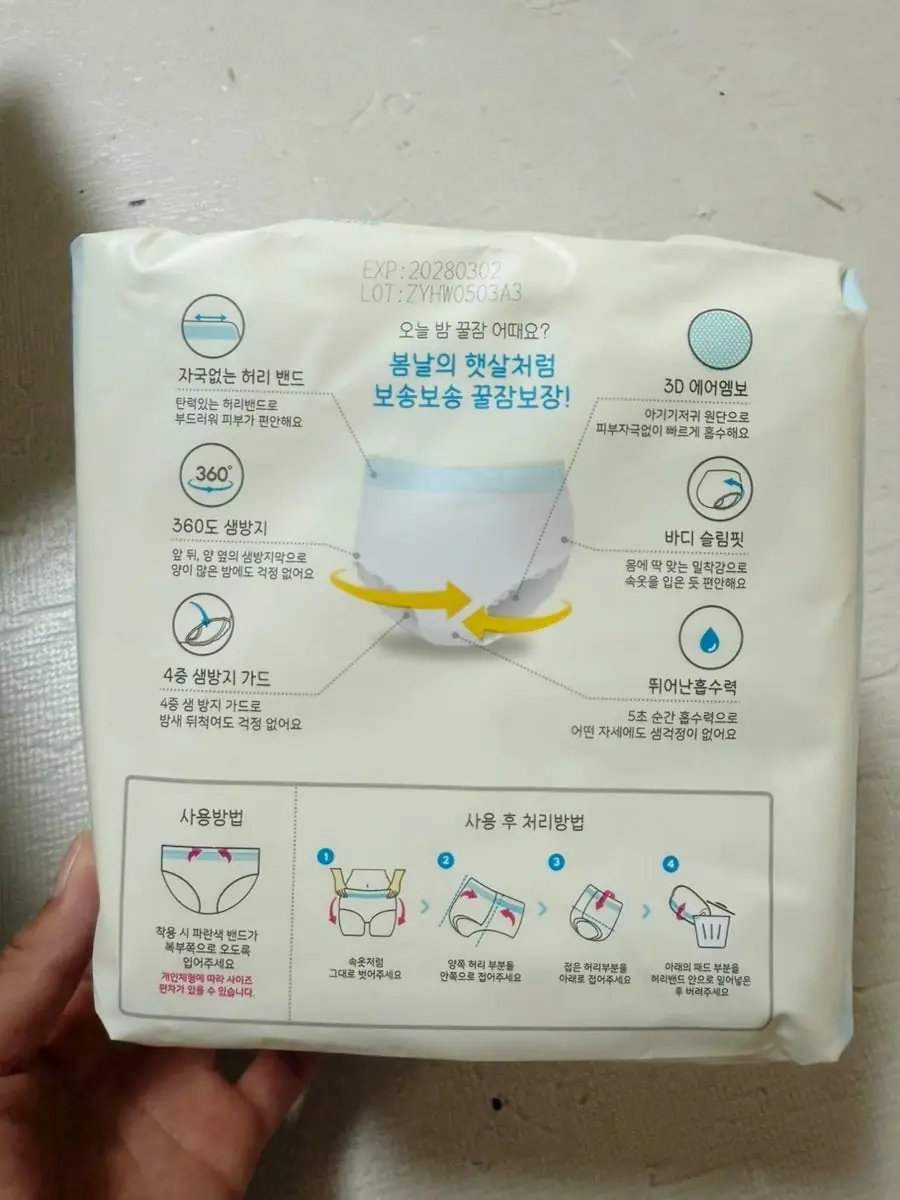 EXP:20280302
LOT:ZYHW0503A3
오늘 밤 꿀잠 어때요?
봄날의 햇살처럼
보송보송 꿀잠보장!
자국없는 허리 밴드
탄력있는 허리밴드로
부드러워 피부가 편안해요
360°
360도 샘방지
앞 뒤, 양 옆의 샘방지막으로
양이 많은 밤에도 걱정 없어요
4중 샘방지 가드
4중 샘 방지 가드로
밤새 뒤척여도 걱정 없어요
3D 에어엠보
아기기저귀 원단으로
피부자극없이 빠르게 흡수해요
바디 슬림핏
몸에 딱 맞는 밀착감으로
속옷을 입은 듯 편안해요
뛰어난흡수력
5초 순간 흡수력으로
어떤 자세에도 샘걱정이 없어요
사용방법
착용 시 파란색 밴드가
복부쪽으로 오도록
입어주세요
개인체형에 따라 사이즈
편차가 있을 수 있습니다.
사용 후 처리방법
1
속옷처럼
그대로 벗어주세요
2
양쪽 허리 부분을
안쪽으로 접어주세요
3
접은 허리부분을
아래로 접어주세요
4
아래의 패드 부분을
허리밴드 안으로 밀어넣은
후 버려주세요